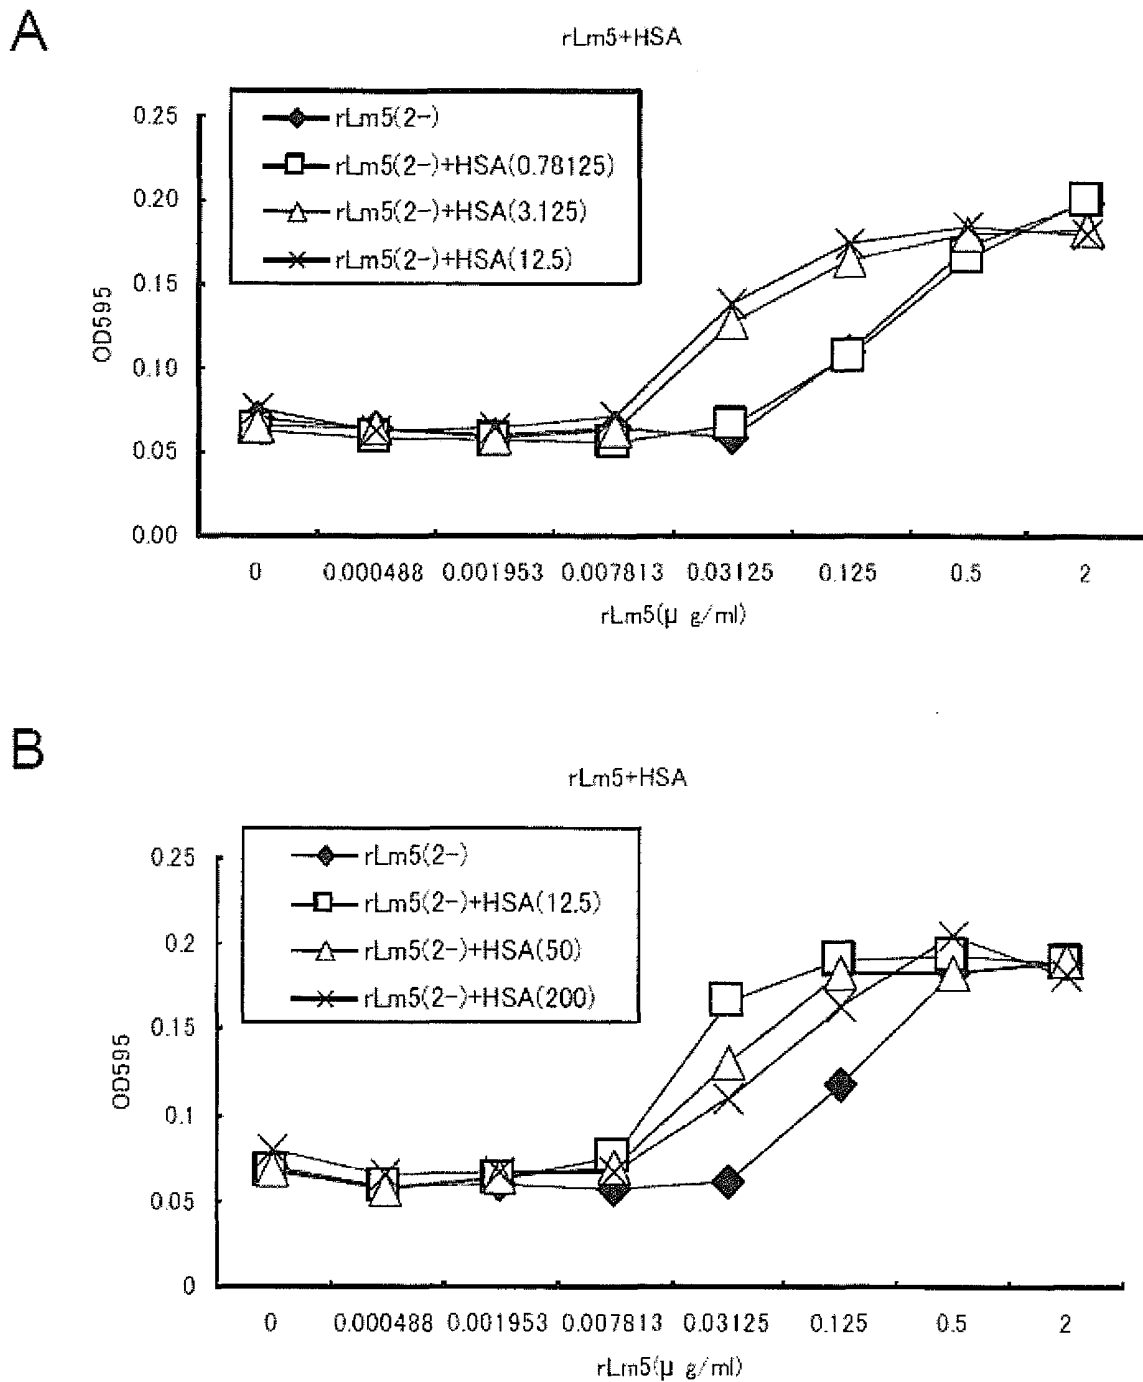 A
rLm5+HSA
rLm5(2-)
rLm5(2-)+HSA(0.78125)
rLm5(2-)+HSA(3.125)
rLm5(2-)+HSA(12.5)
0.25
0.20
0.15
0.10
0.05
0.00
OD595
0 0.000488 0.001953 0.007813 0.03125 0.125 0.5 2
rLm5(μ g/ml)
B
rLm5+HSA
rLm5(2-)
rLm5(2-)+HSA(12.5)
rLm5(2-)+HSA(50)
rLm5(2-)+HSA(200)
0.25
0.2
0.15
0.1
0.05
0
OD595
0 0.000488 0.001953 0.007813 0.03125 0.125 0.5 2
rLm5(μ g/ml)